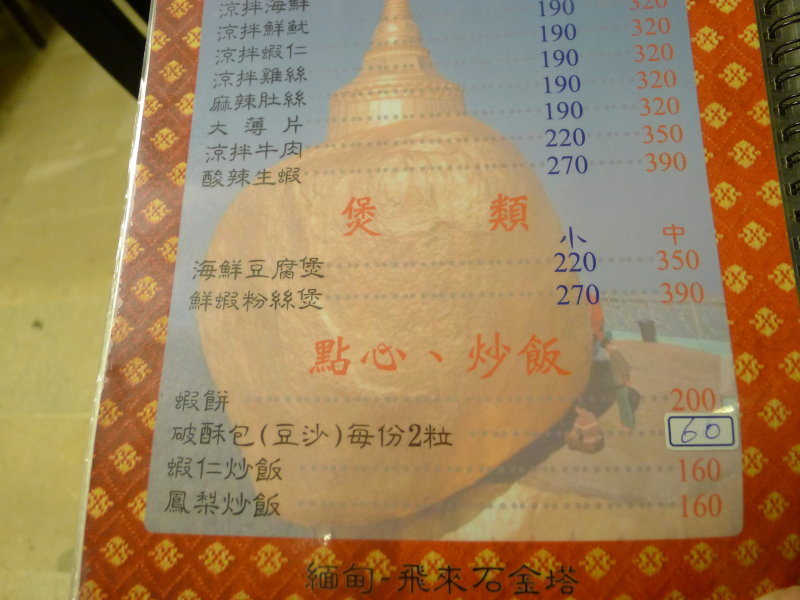 涼拌海鮮 190 320
涼拌鮮魷 190 320
涼拌蝦仁 190 320
涼拌雞絲 190 320
麻辣肚絲 190 320
大薄片 220 350
涼拌牛肉 270 390
酸辣生蝦
煲 類
小 中
海鮮豆腐煲 220 350
鮮蝦粉絲煲 270 390
點心、炒飯
蝦餅 200
破酥包(豆沙)每份2粒 60
蝦仁炒飯 160
鳳梨炒飯 160
緬甸-飛來石金塔